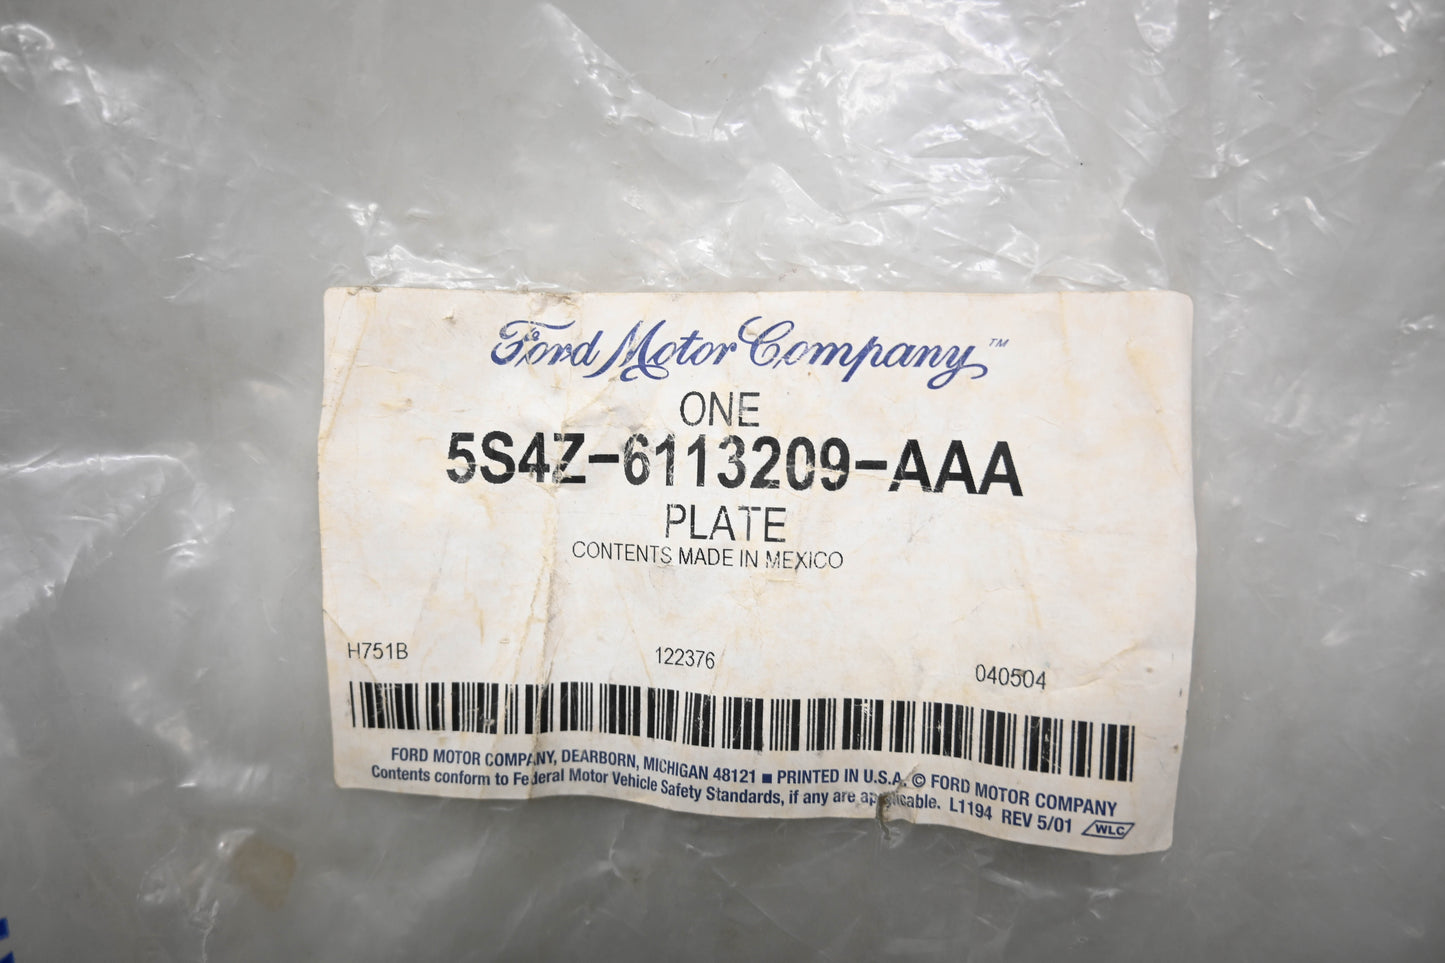 Ford Motor Company™
ONE
5S4Z-6113209-AAA
PLATE
CONTENTS MADE IN MEXICO
H751B 122376 040504
FORD MOTOR COMPANY, DEARBORN, MICHIGAN 48121 ■ PRINTED IN U.S.A. © FORD MOTOR COMPANY
Contents conform to Federal Motor Vehicle Safety Standards, if any are applicable. L1194 REV 5/01 WLC